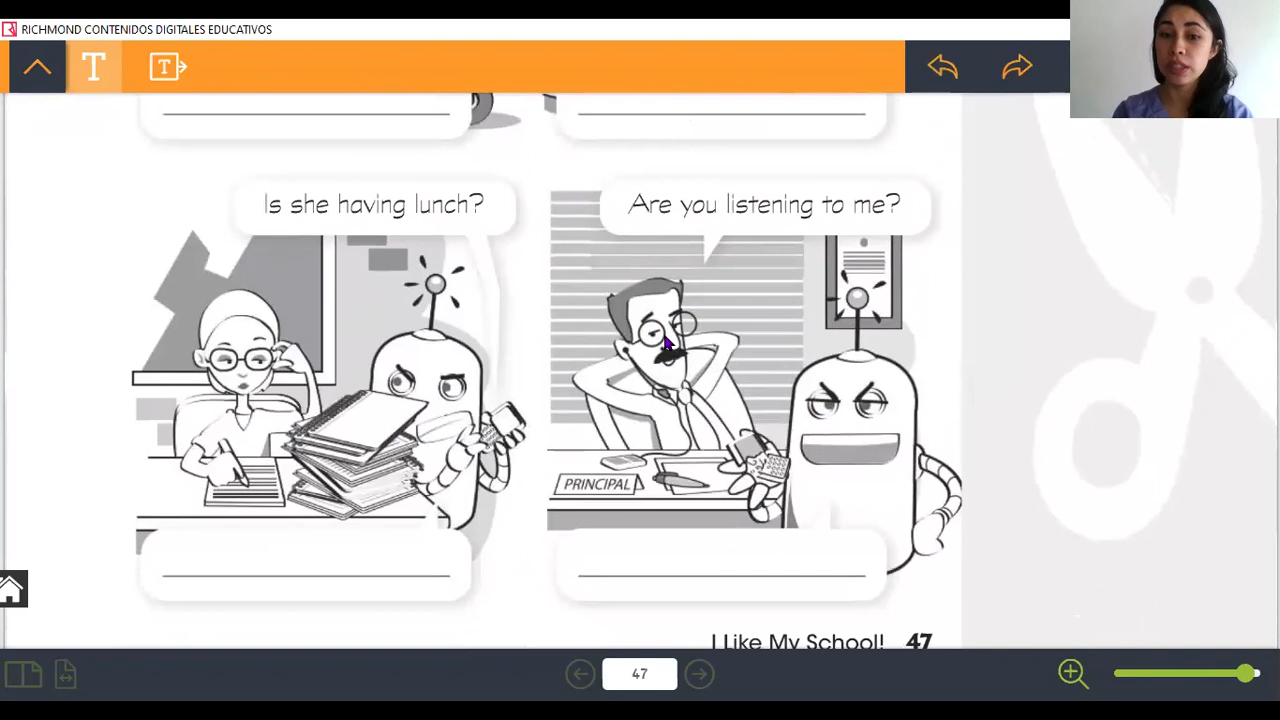 RICHMOND CONTENIDOS DIGITALES EDUCATIVOS
T
T
Is she having lunch?
Are you listening to me?
PRINCIPAL
I Like My School! 47
47